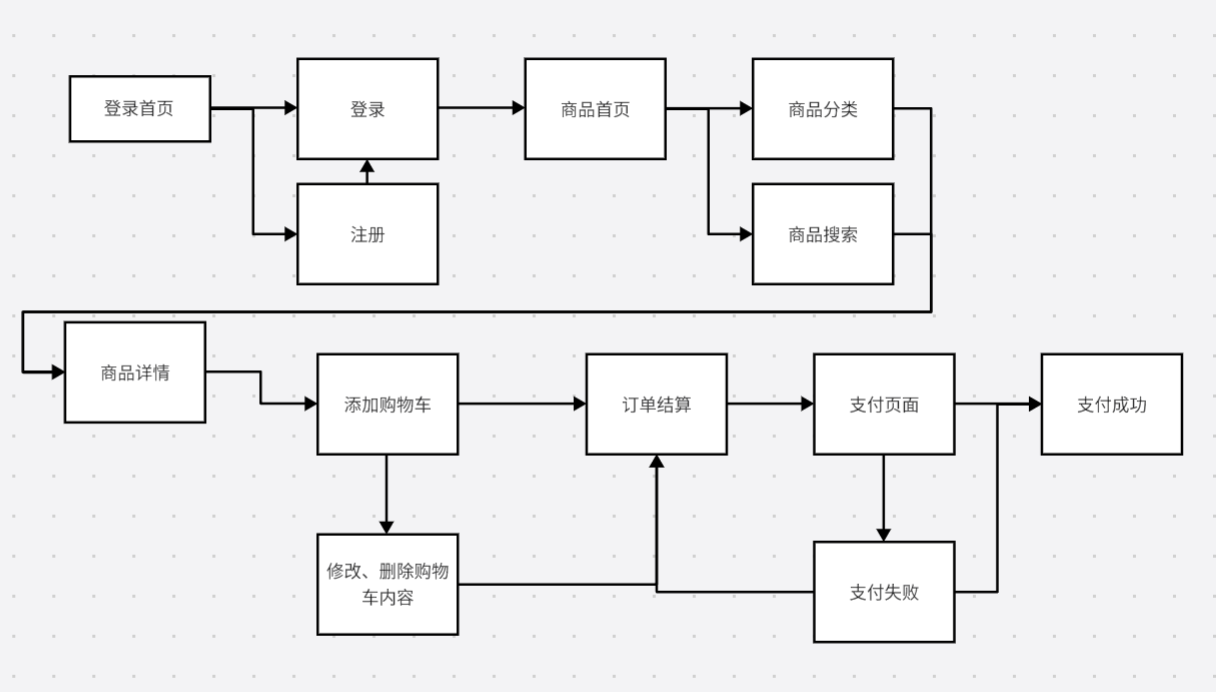 登录首页
登录
商品首页
商品分类
注册
商品搜索
商品详情
添加购物车
订单结算
支付页面
支付成功
修改、删除购物
车内容
支付失败